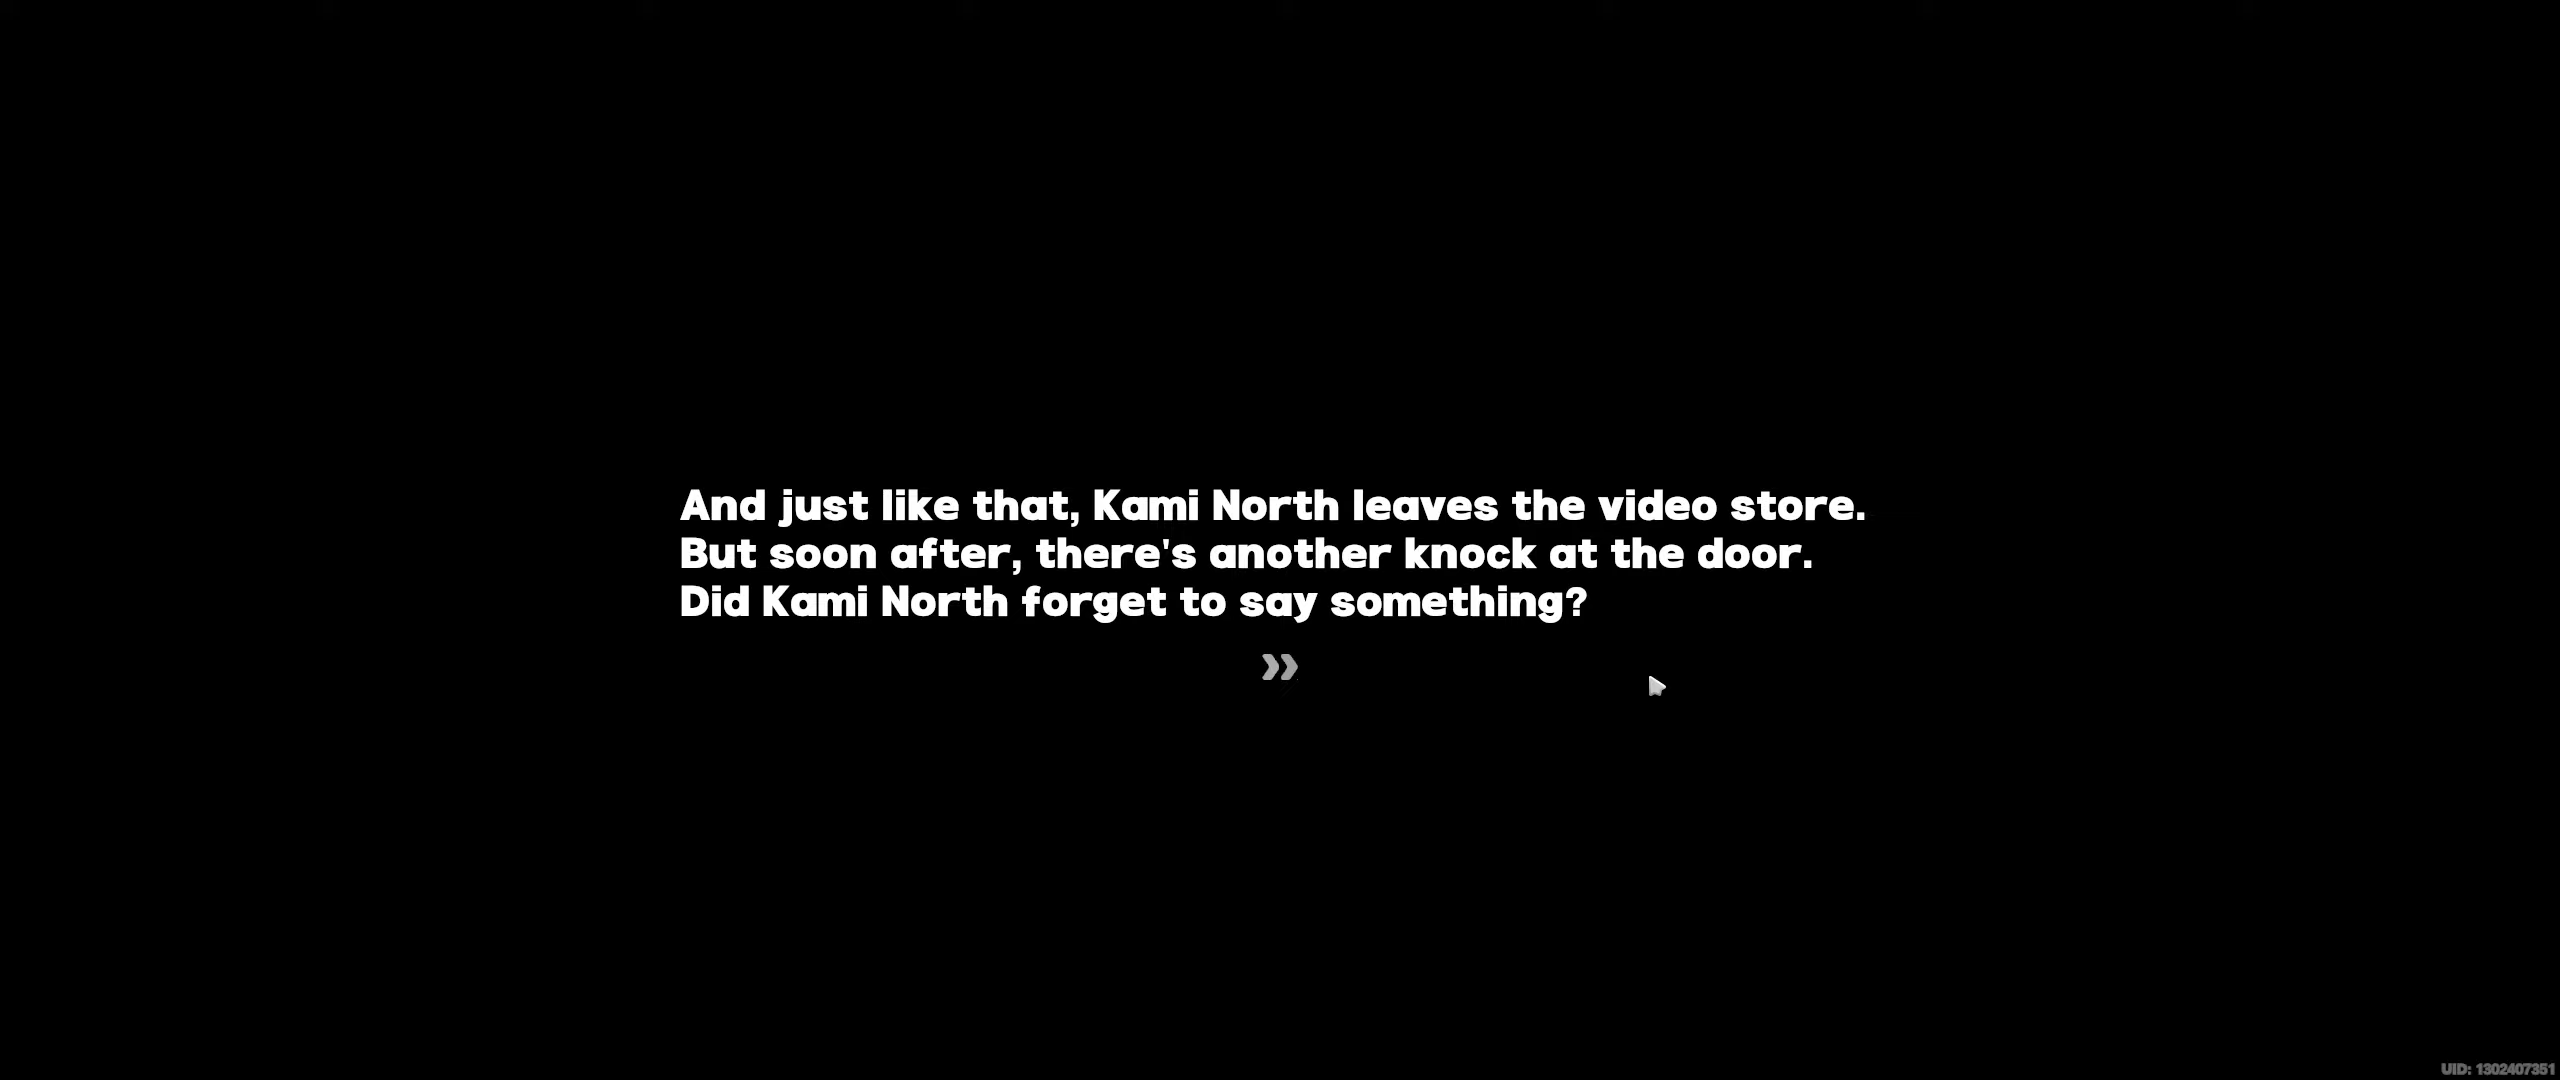 And just like that, Kami North leaves the video store.
But soon after, there's another knock at the door.
Did Kami North forget to say something?
»
UID: 1302407351